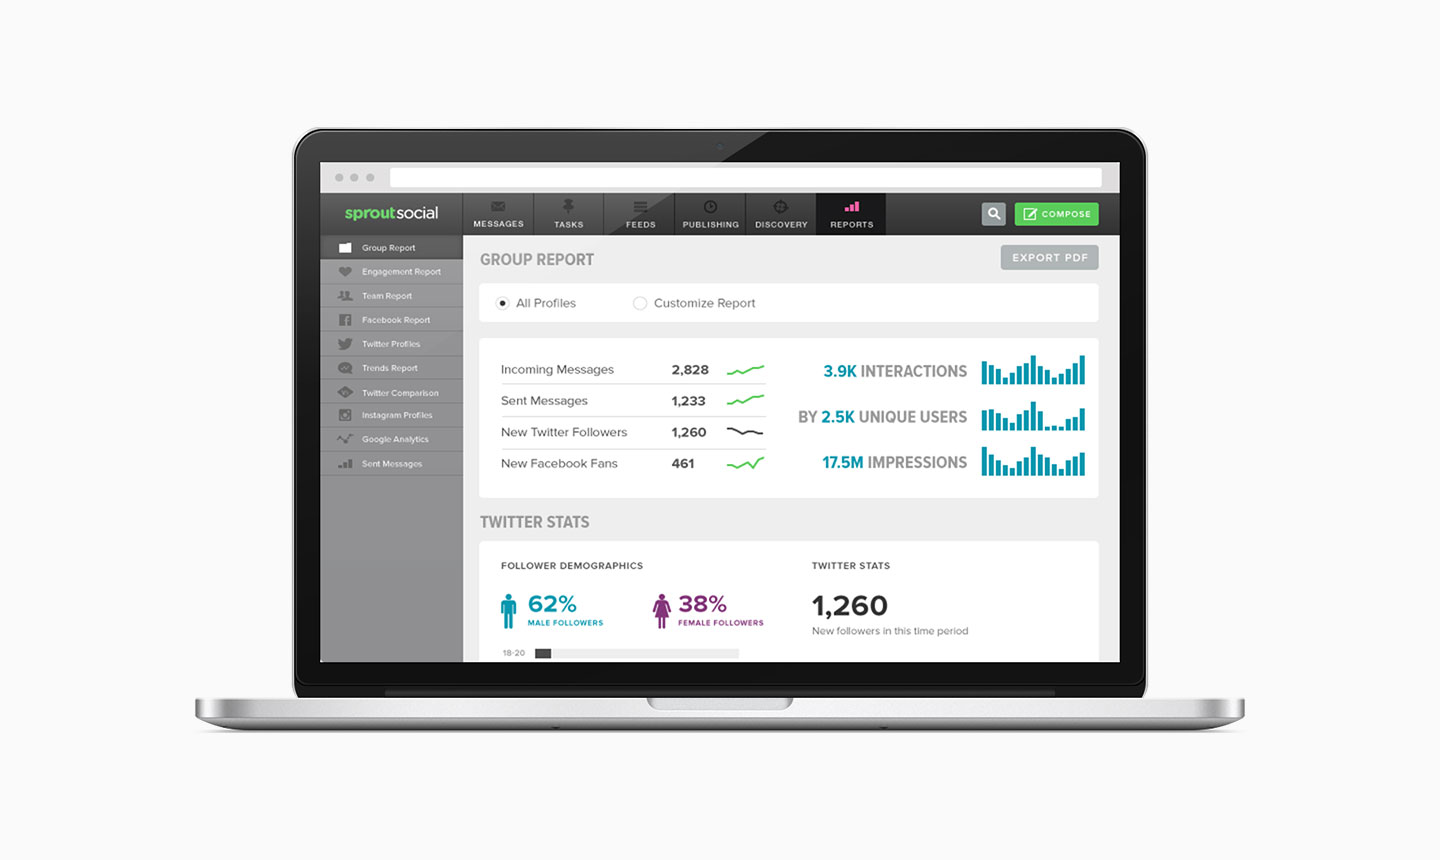 sproutsocial
MESSAGES
TASKS
FEEDS
PUBLISHING
DISCOVERY
REPORTS
COMPOSE
Group Report
Engagement Report
Team Report
Facebook Report
Twitter Profiles
Trends Report
Twitter Comparison
Instagram Profiles
Google Analytics
Sent Messages
GROUP REPORT
EXPORT PDF
All Profiles
Customize Report
Incoming Messages 2,828
Sent Messages 1,233
New Twitter Followers 1,260
New Facebook Fans 461
3.9K INTERACTIONS
BY 2.5K UNIQUE USERS
17.5M IMPRESSIONS
TWITTER STATS
FOLLOWER DEMOGRAPHICS
62%
MALE FOLLOWERS
38%
FEMALE FOLLOWERS
18-20
TWITTER STATS
1,260
New followers in this time period